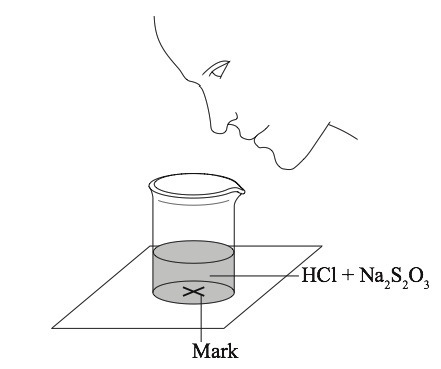 HCl + Na₂S₂O₃
Mark